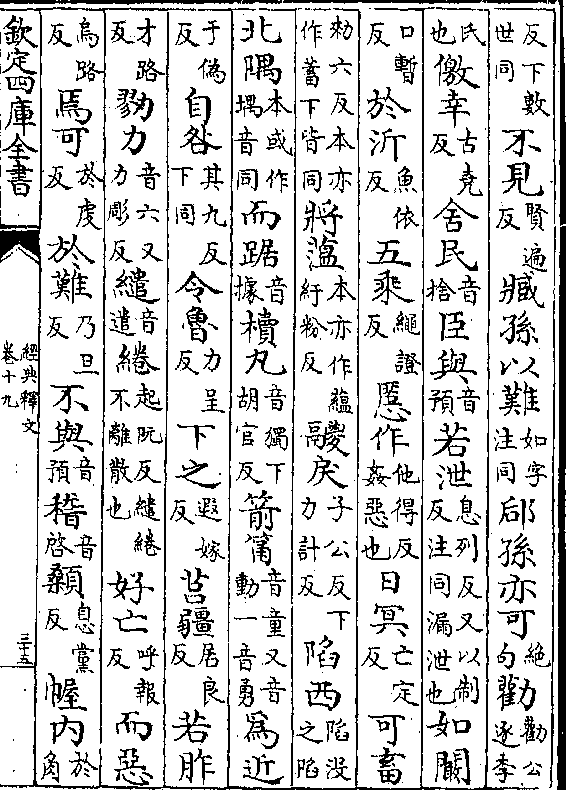 反下數世同不見賢遍反臧孫以難如字注同郈孫亦可絶句勸勸公逐季
氏也儌幸古堯反舍民音捨臣與音預若泄息列反又以制反注同漏泄也如闞
口暫反於沂魚依反五乘繩證反慝作他得反姦惡也日冥亡定反可畜
勑六反本亦作蓄下皆同將薀本亦作藴紆粉反鬷戾子公反下力計反陷西陷没之陷
北隅本或作堣音同而踞音據櫝丸音獨下胡官反箭筩音童又音動一音勇爲近
于偽反自咎其九反下同令魯力呈反下之遐嫁反莒疆居良反若胙
才路反勠力音六又力彫反繾音遣綣起阮反繾綣不離散也好亡呼報反而惡
烏路反焉可於虔反於難乃旦反不與音預稽音啓顙息黨反幄内於角
欽定四庫全書
經典釋文
卷十九
三十五